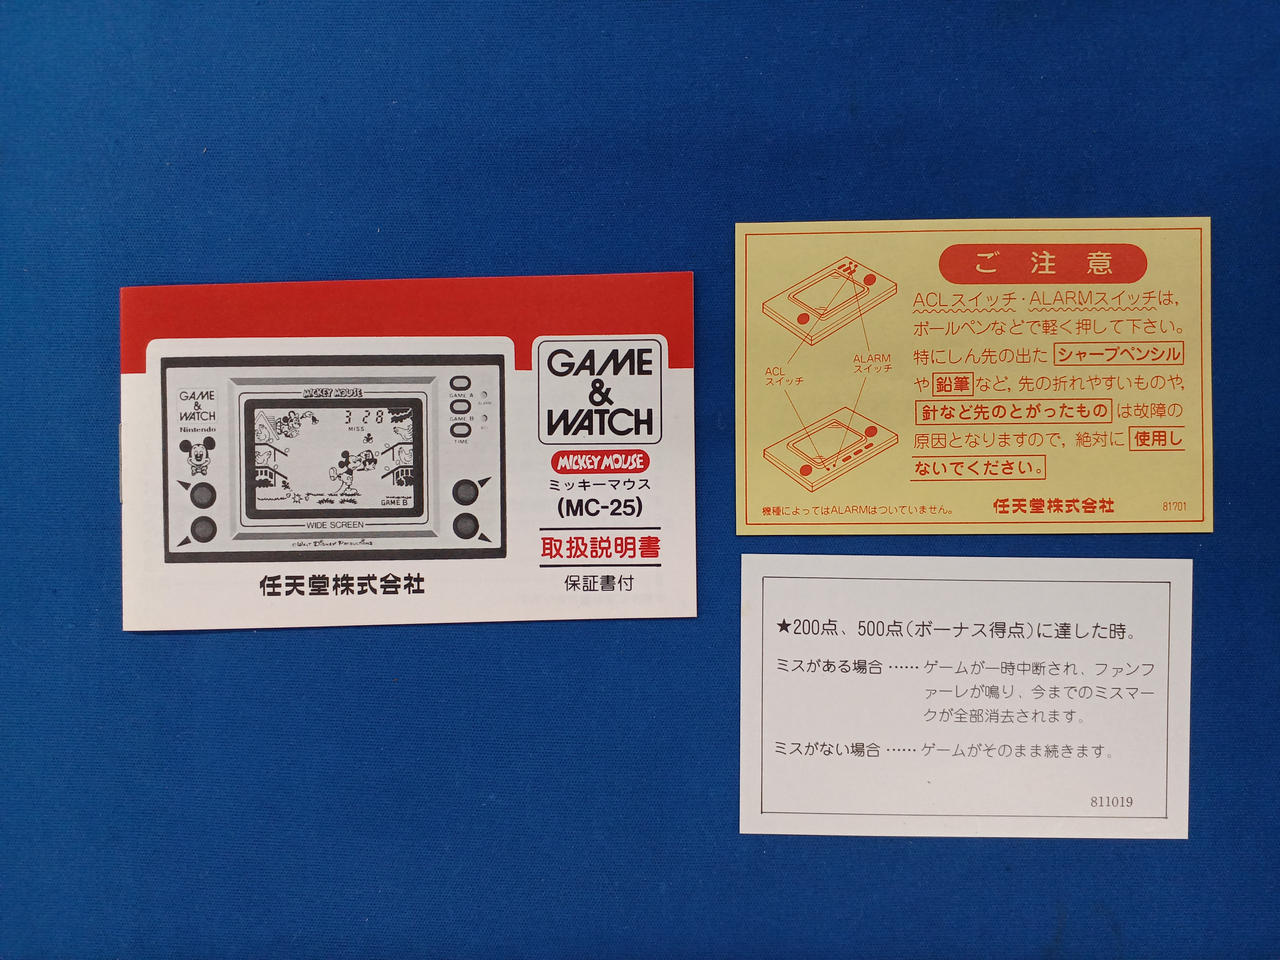 GAME
&
WATCH
Nintendo
MICKEY MOUSE
3 28
MISS
GAME B
WIDE SCREEN
© WALT DISNEY PRODUCTIONS
GAME A
ALARM
GAME B
TIME
任天堂株式会社
GAME
&
WATCH
MICKEY MOUSE
ミッキーマウス
(MC-25)
取扱説明書
保証書付
ご注意
ACLスイッチ・ALARMスイッチは,
ボールペンなどで軽く押して下さい。
特にしん先の出たシャープペンシル
や鉛筆など, 先の折れやすいものや,
針など先のとがったものは故障の
原因となりますので, 絶対に使用し
ないでください。
ACL
スイッチ
ALARM
スイッチ
機種によってはALARMはついていません。
任天堂株式会社
81701
★200点、500点(ボーナス得点)に達した時。
ミスがある場合……ゲームが一時中断され、ファンフ
ァーレが鳴り、今までのミスマー
クが全部消去されます。
ミスがない場合……ゲームがそのまま続きます。
811019